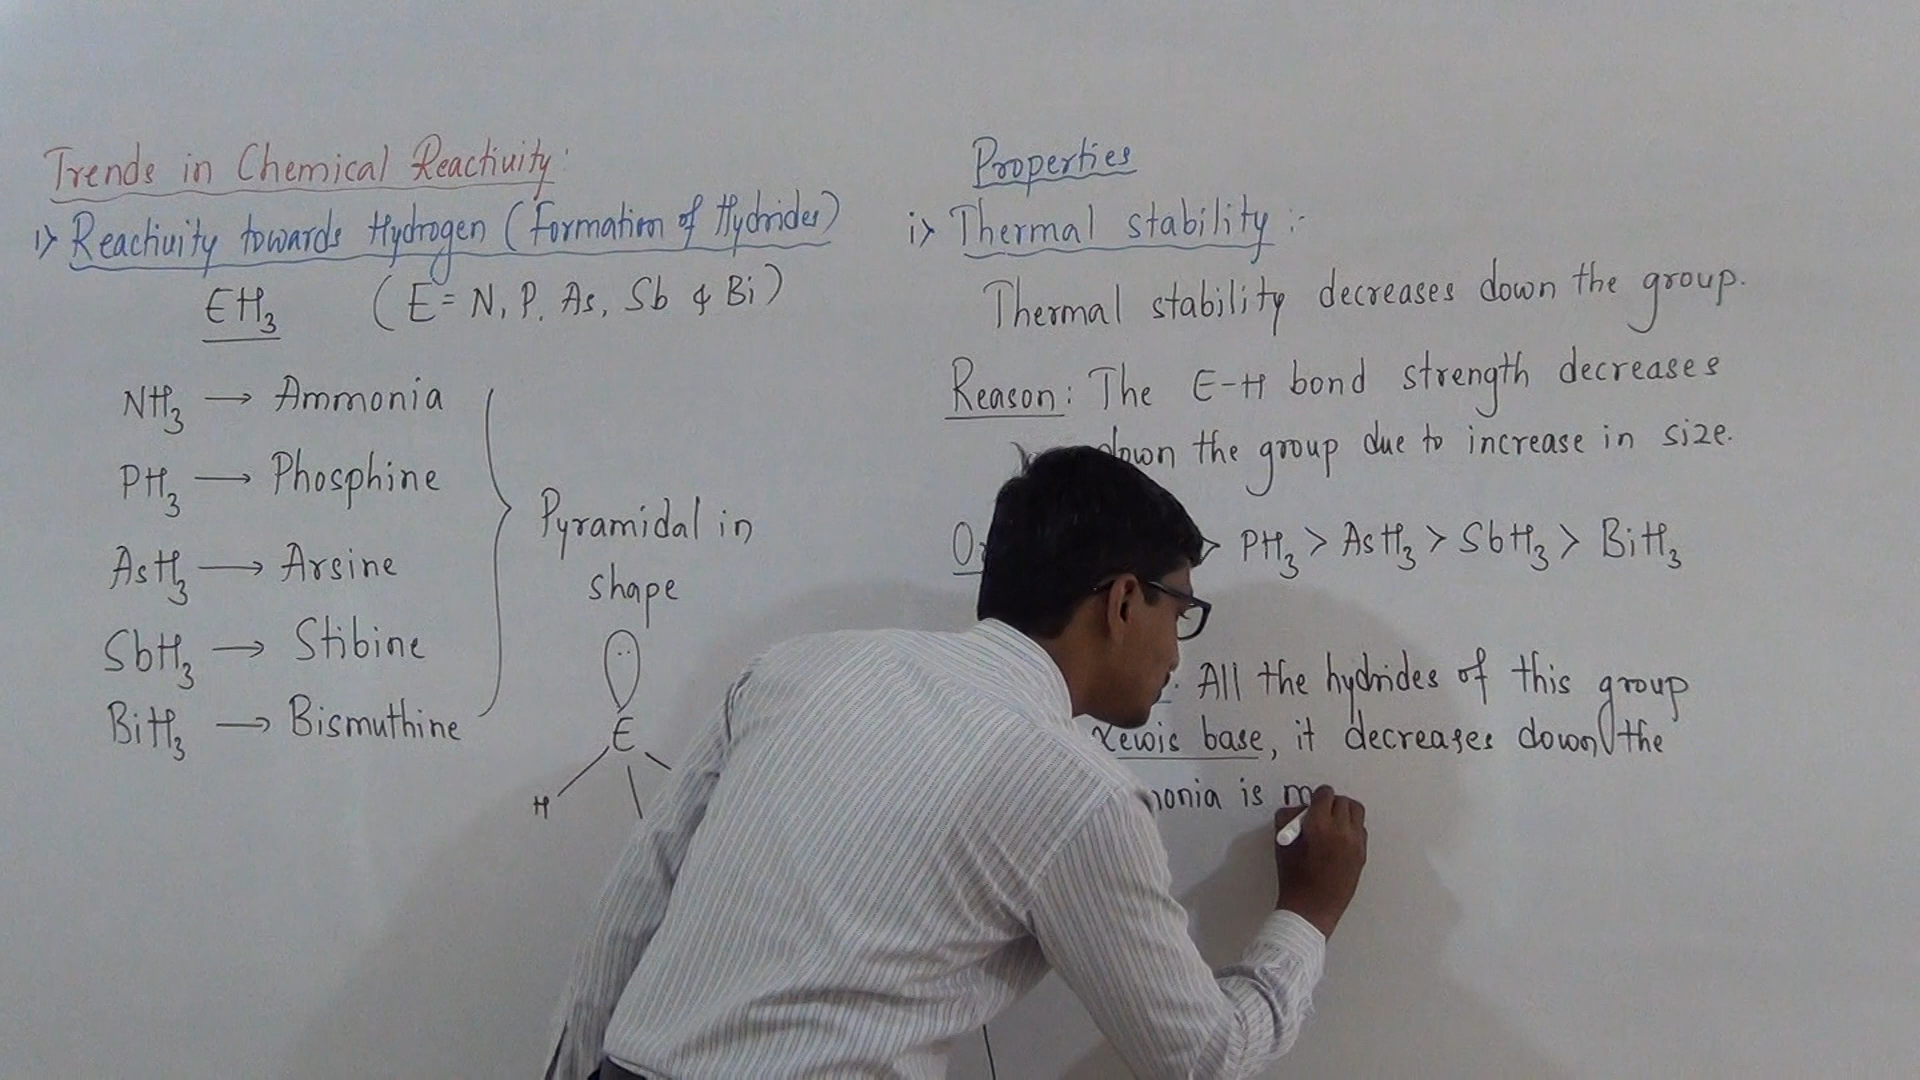 Trends in Chemical Reactivity:
1> Reactivity towards Hydrogen (Formation of Hydrides)
EH3 (E = N, P, As, Sb & Bi)
NH3 → Ammonia
PH3 → Phosphine
AsH3 → Arsine
SbH3 → Stibine
BiH3 → Bismuthine
Pyramidal in
shape
E
H
Properties
i> Thermal stability :-
Thermal stability decreases down the group.
Reason: The E-H bond strength decreases
down the group due to increase in size.
> PH3 > AsH3 > SbH3 > BiH3
All the hydrides of this group
Lewis base, it decreases down the
is